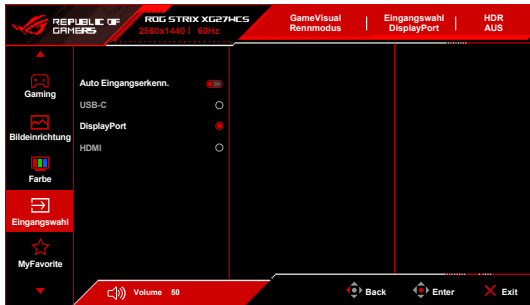 REPUBLIC OF
GAMERS
ROG STRIX XG27WCS
2560x1440 | 60Hz
GameVisual
Rennmodus
Eingangswahl
DisplayPort
HDR
AUS
Gaming
Bildeinrichtung
Farbe
Eingangswahl
MyFavorite
Auto Eingangserkenn.
USB-C
DisplayPort
HDMI
Volume 50
Back
Enter
Exit